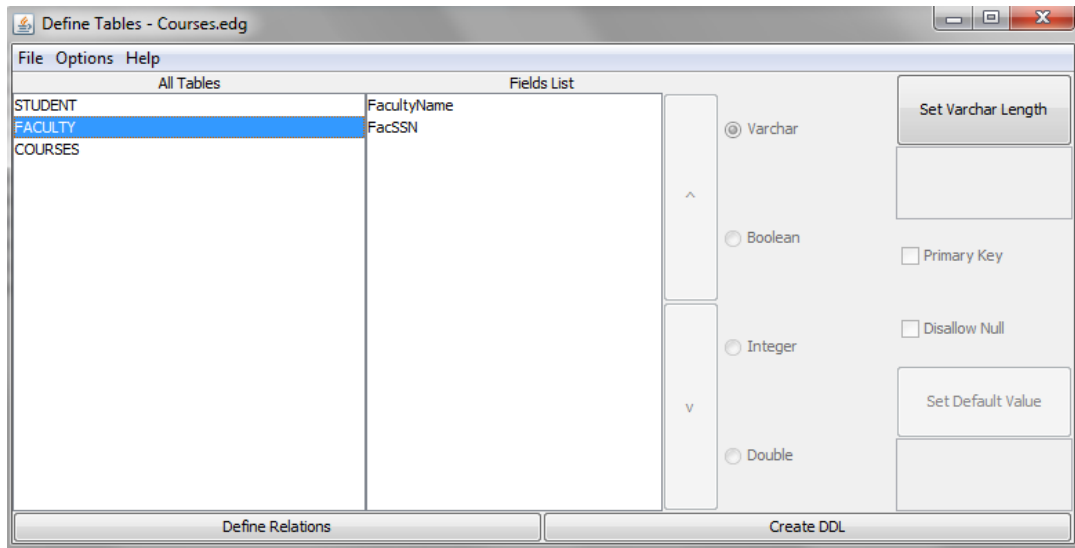 Define Tables - Courses.edg
File Options Help
All Tables
Fields List
STUDENT
FACULTY
COURSES
FacultyName
FacSSN
^
v
Varchar
Boolean
Integer
Double
Set Varchar Length
Primary Key
Disallow Null
Set Default Value
Define Relations
Create DDL